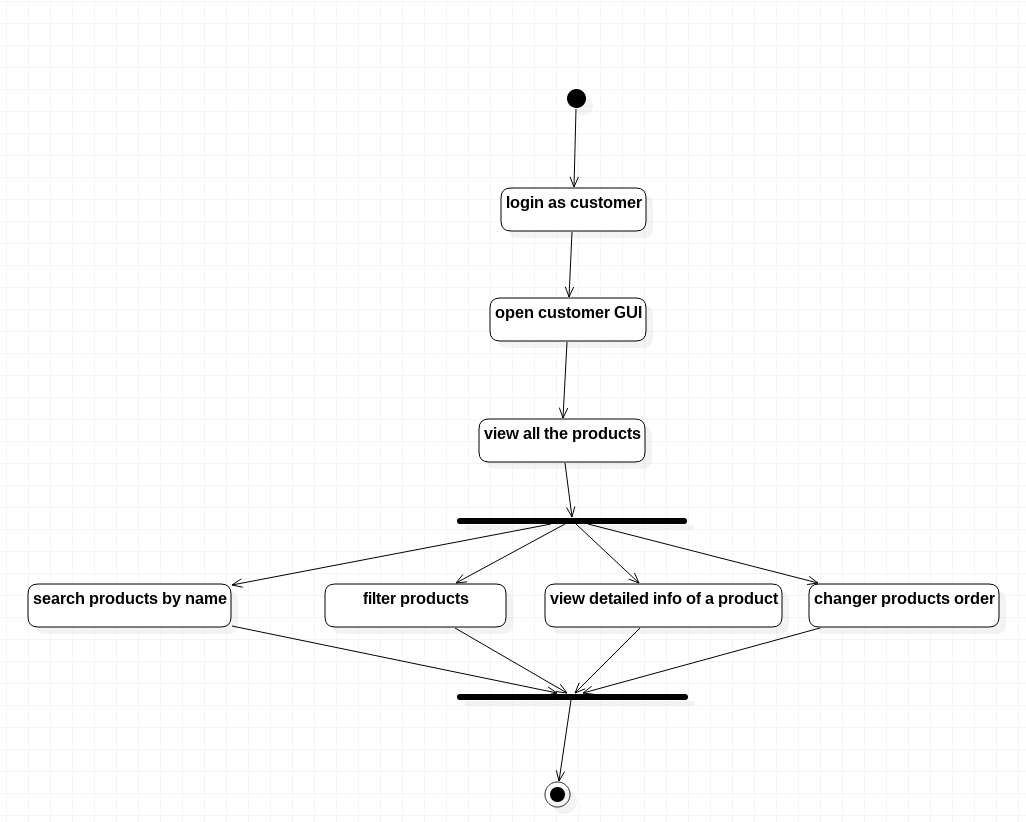 login as customer
open customer GUI
view all the products
search products by name
filter products
view detailed info of a product
changer products order